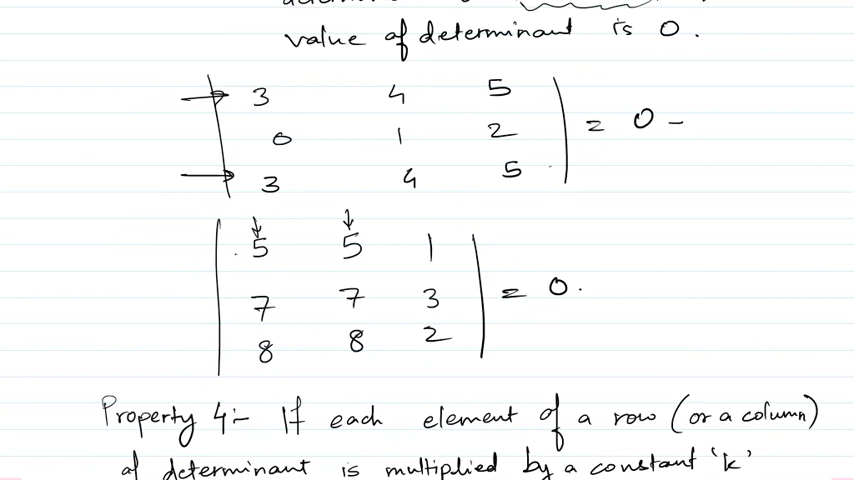 value of determinant is 0.
3 4 5
0 1 2 = 0 -
3 4 5
5 5 1
7 7 3 = 0.
8 8 2
Property 4:- If each element of a row (or a column)
of determinant is multiplied by a constant 'k'